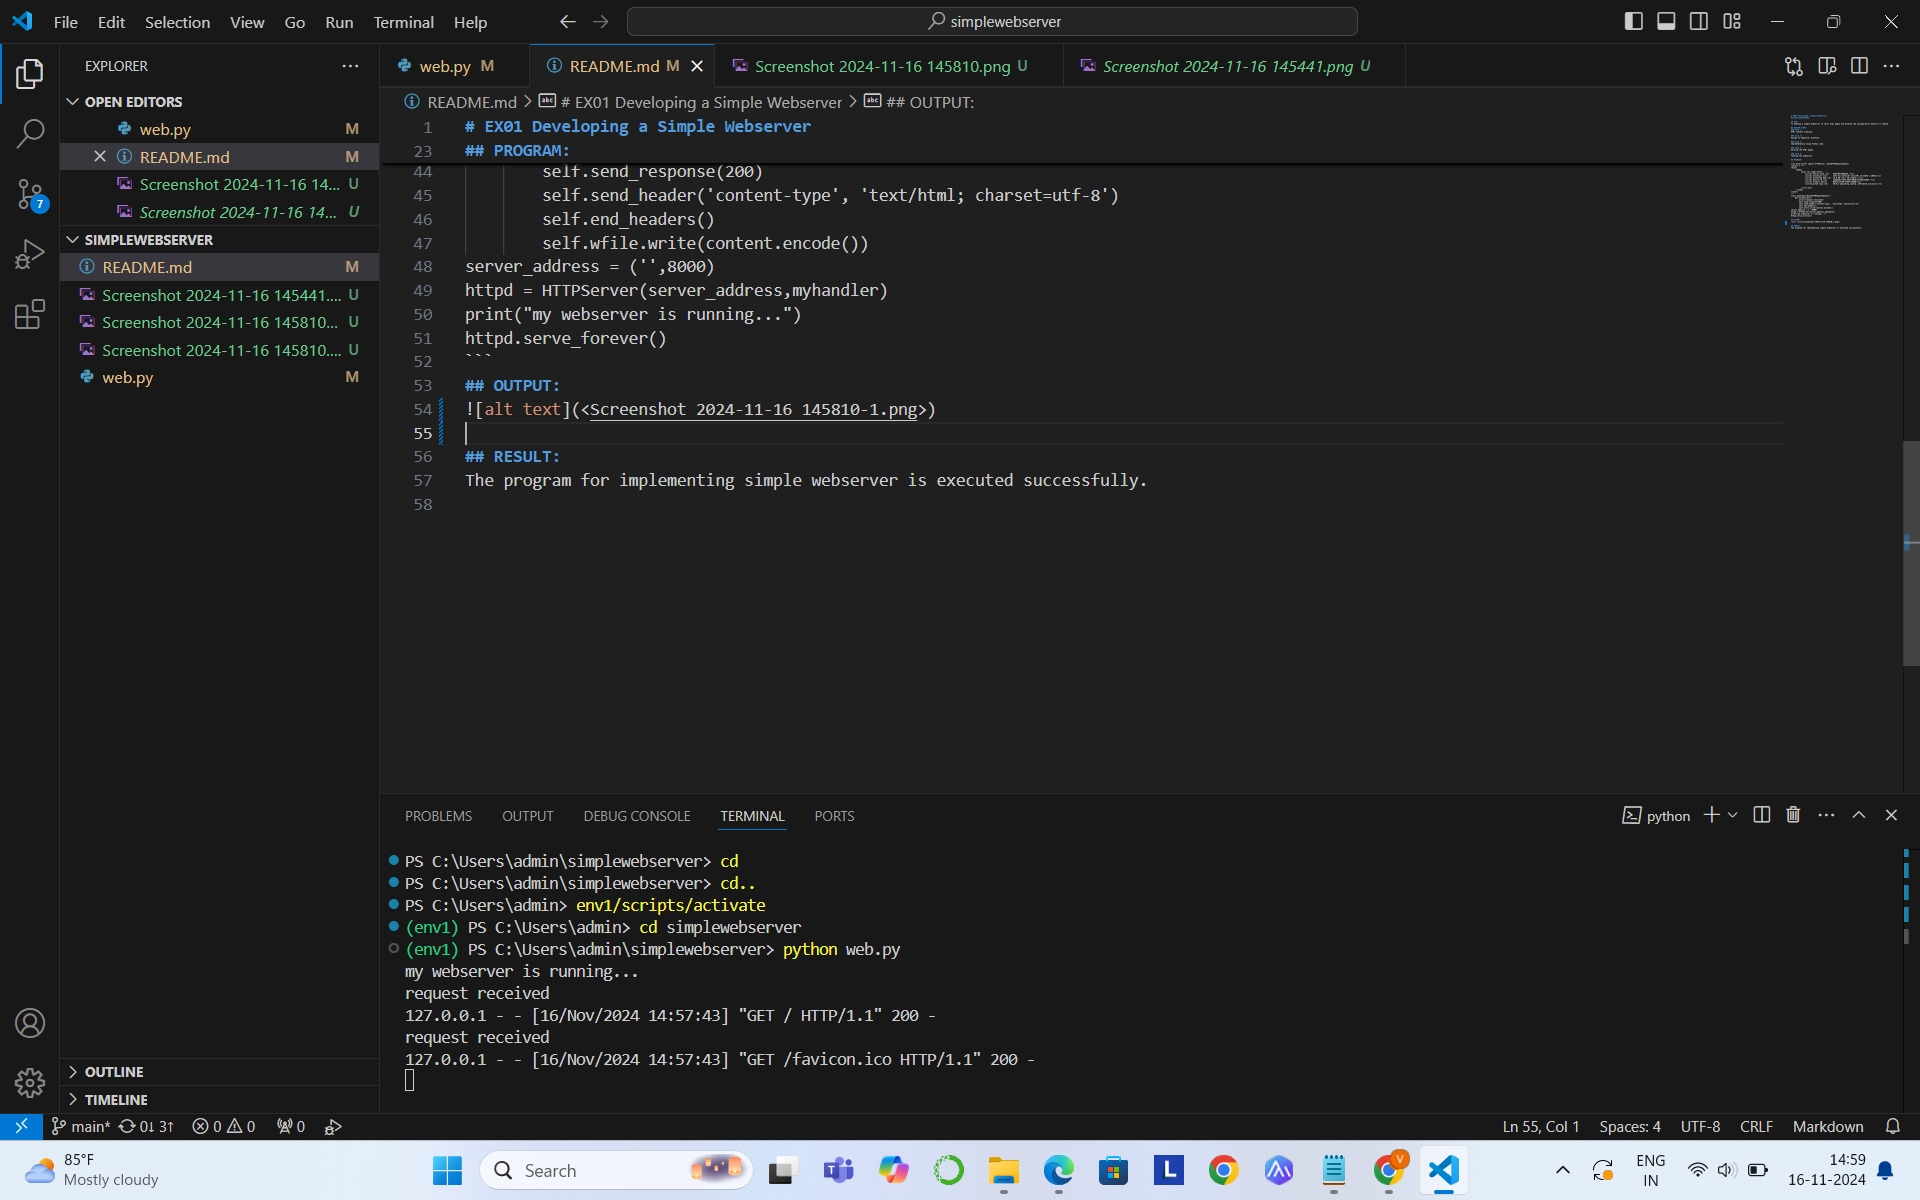 File Edit Selection View Go Run Terminal Help
simplewebserver
EXPLORER
OPEN EDITORS
web.py M
README.md M
Screenshot 2024-11-16 14... U
Screenshot 2024-11-16 14... U
SIMPLEWEBSERVER
README.md M
Screenshot 2024-11-16 145441.... U
Screenshot 2024-11-16 145810... U
Screenshot 2024-11-16 145810.... U
web.py M
OUTLINE
TIMELINE
7
web.py M README.md M Screenshot 2024-11-16 145810.png U Screenshot 2024-11-16 145441.png U
README.md > # EX01 Developing a Simple Webserver > ## OUTPUT:
1 # EX01 Developing a Simple Webserver
23 ## PROGRAM:
44 self.send_response(200)
45 self.send_header('content-type', 'text/html; charset=utf-8')
46 self.end_headers()
47 self.wfile.write(content.encode())
48 server_address = ('',8000)
49 httpd = HTTPServer(server_address,myhandler)
50 print("my webserver is running...")
51 httpd.serve_forever()
52 ```
53 ## OUTPUT:
54 ![alt text](<Screenshot 2024-11-16 145810-1.png>)
55
56 ## RESULT:
57 The program for implementing simple webserver is executed successfully.
58
PROBLEMS OUTPUT DEBUG CONSOLE TERMINAL PORTS
python
PS C:\Users\admin\simplewebserver> cd
PS C:\Users\admin\simplewebserver> cd..
PS C:\Users\admin> env1/scripts/activate
(env1) PS C:\Users\admin> cd simplewebserver
(env1) PS C:\Users\admin\simplewebserver> python web.py
my webserver is running...
request received
127.0.0.1 - - [16/Nov/2024 14:57:43] "GET / HTTP/1.1" 200 -
request received
127.0.0.1 - - [16/Nov/2024 14:57:43] "GET /favicon.ico HTTP/1.1" 200 -
main* 0↓ 3↑ 0 0 0
Ln 55, Col 1 Spaces: 4 UTF-8 CRLF Markdown
85°F
Mostly cloudy
Search
L
V
ENG
IN
14:59
16-11-2024